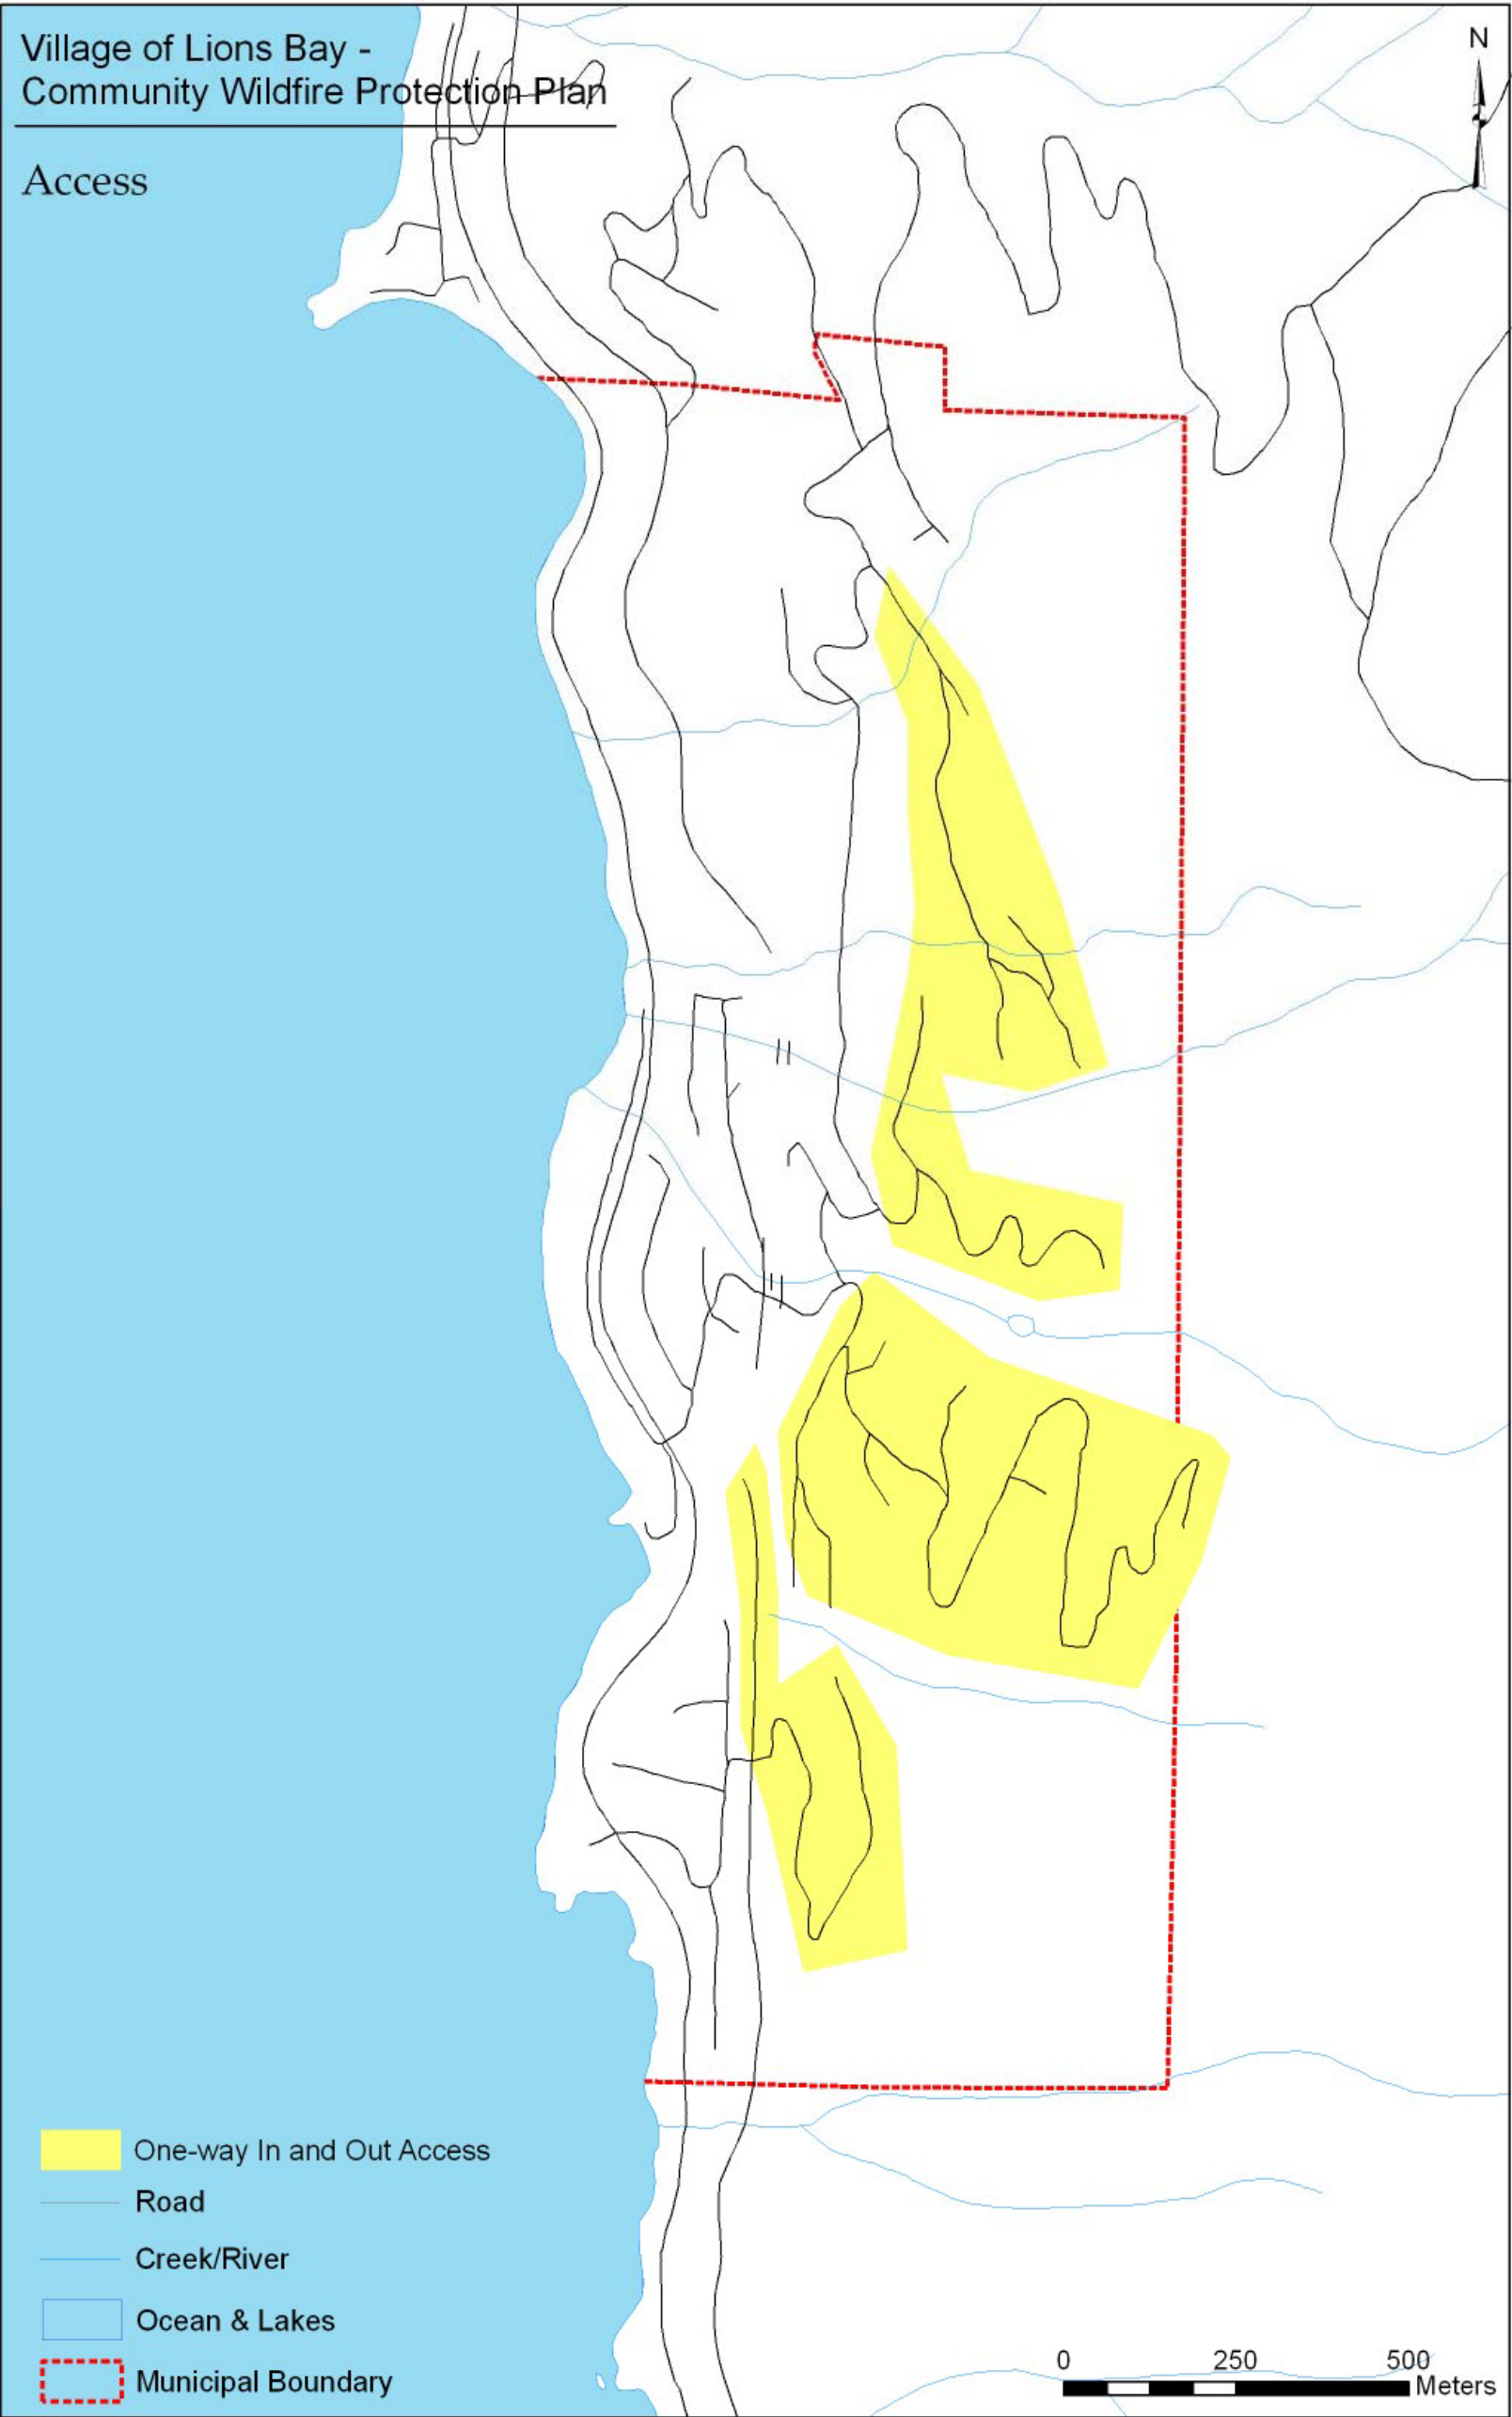 Village of Lions Bay -
Community Wildfire Protection Plan
Access
N
One-way In and Out Access
Road
Creek/River
Ocean & Lakes
Municipal Boundary
0 250 500
Meters